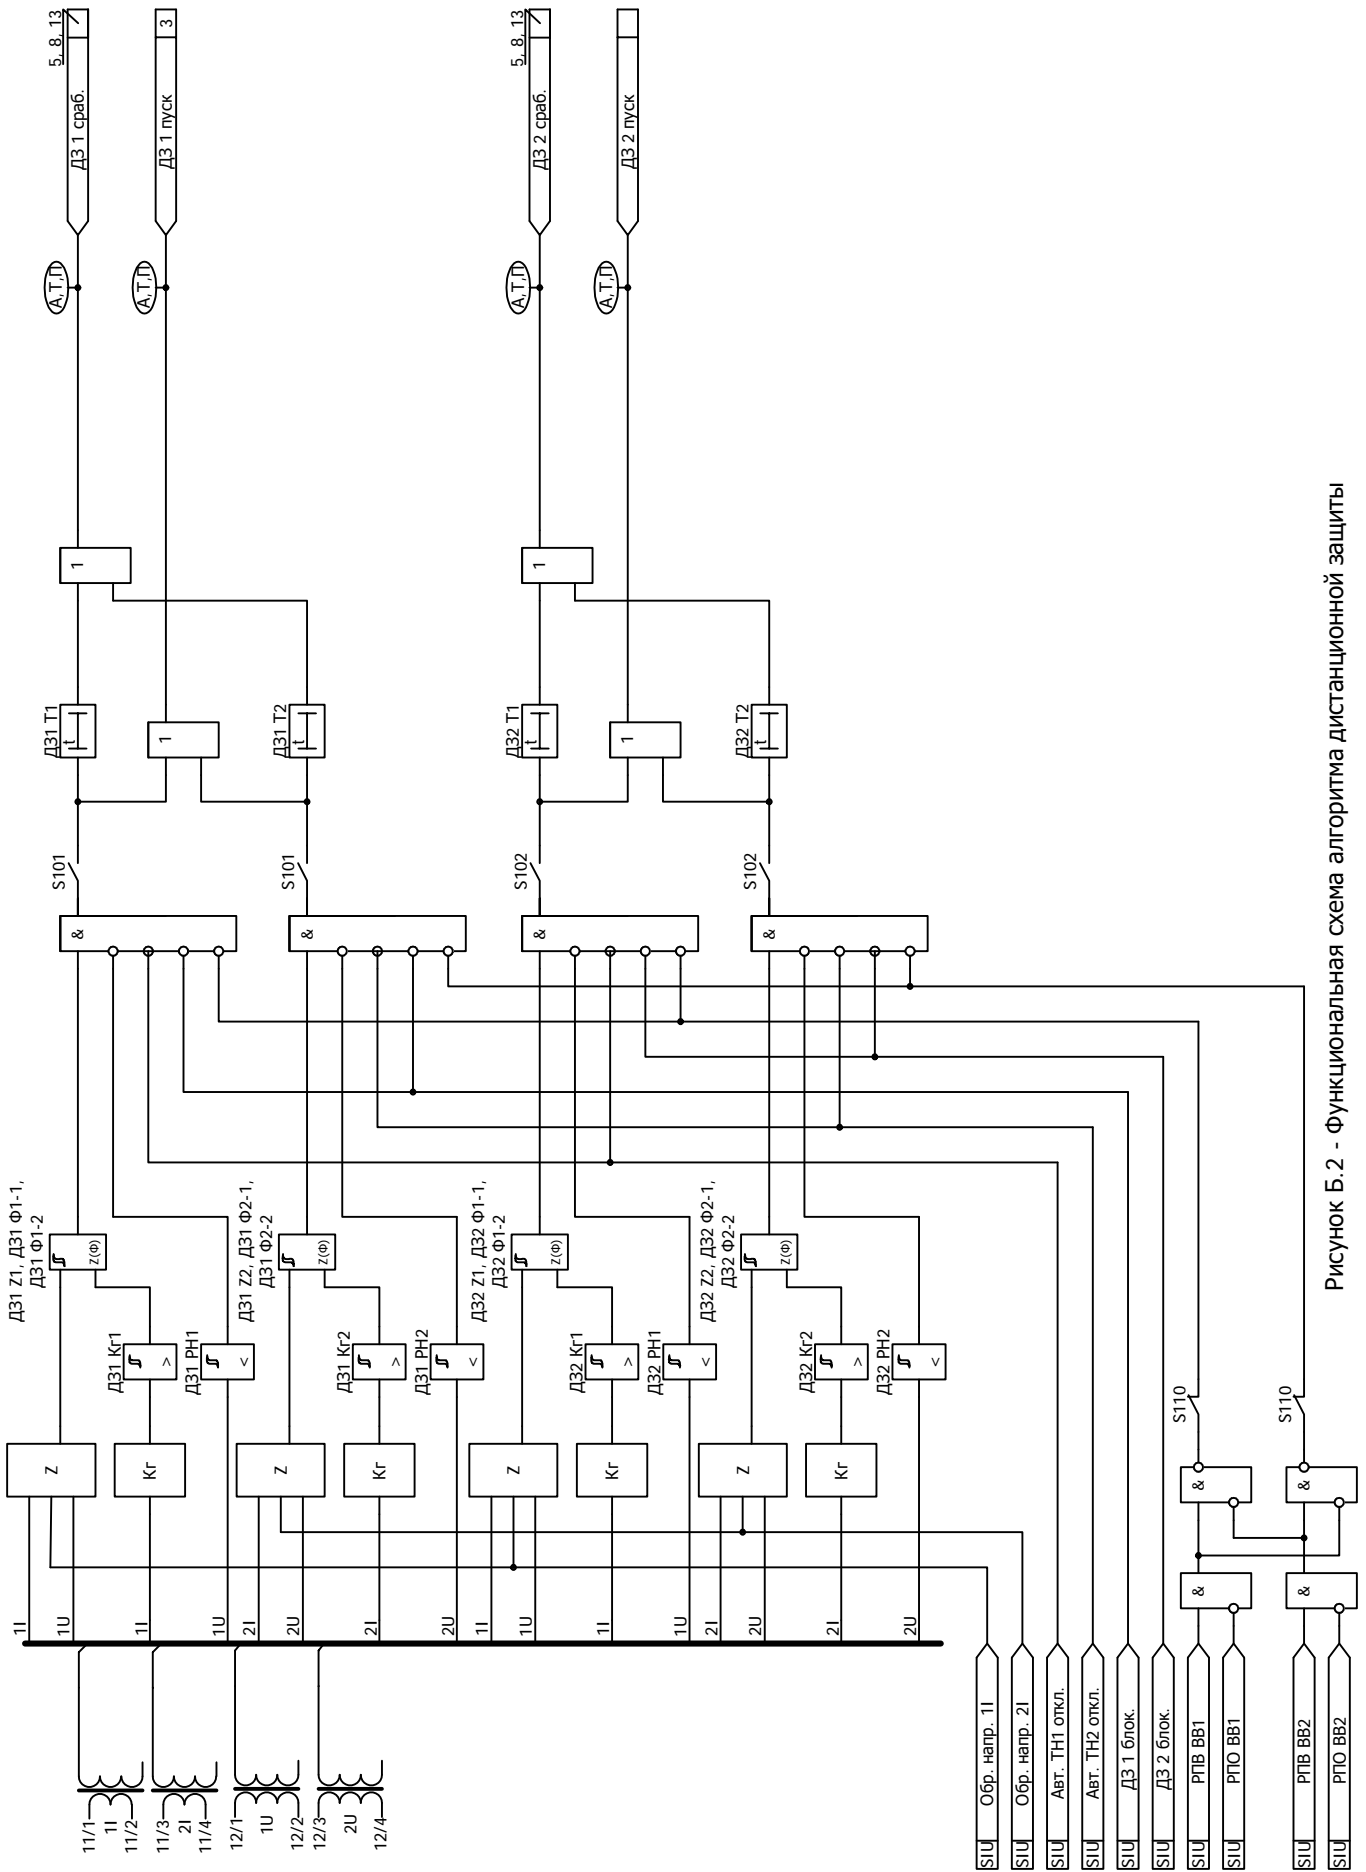 11/1
1I
11/2
11/3
2I
11/4
12/1
1U
12/2
12/3
2U
12/4
1I
1U
1I
1U
2I
2U
2I
2U
1I
1U
1I
1U
2I
2U
2I
2U
Z
Кг
Z
Кг
Z
Кг
Z
Кг
ДЗ1 Z1, ДЗ1 Ф1-1,
ДЗ1 Ф1-2
Z(Ф)
ДЗ1 Кг1
>
ДЗ1 РН1
<
ДЗ1 Z2, ДЗ1 Ф2-1,
ДЗ1 Ф2-2
Z(Ф)
ДЗ1 Кг2
>
ДЗ1 РН2
<
ДЗ2 Z1, ДЗ2 Ф1-1,
ДЗ2 Ф1-2
Z(Ф)
ДЗ2 Кг1
>
ДЗ2 РН1
<
ДЗ2 Z2, ДЗ2 Ф2-1,
ДЗ2 Ф2-2
Z(Ф)
ДЗ2 Кг2
>
ДЗ2 РН2
<
&
&
&
&
S101
S101
S102
S102
ДЗ1 Т1
t
1
ДЗ1 Т2
t
ДЗ2 Т1
t
1
ДЗ2 Т2
t
1
1
А,Т,П
А,Т,П
А,Т,П
А,Т,П
ДЗ 1 сраб.
5, 8, 13
ДЗ 1 пуск
3
ДЗ 2 сраб.
5, 8, 13
ДЗ 2 пуск
SIU Обр. напр. 1I
SIU Обр. напр. 2I
SIU Авт. ТН1 откл.
SIU Авт. ТН2 откл.
SIU ДЗ 1 блок.
SIU ДЗ 2 блок.
SIU РПВ ВВ1
SIU РПО ВВ1
SIU РПВ ВВ2
SIU РПО ВВ2
&
&
&
&
S110
S110
Рисунок Б.2 - Функциональная схема алгоритма дистанционной защиты